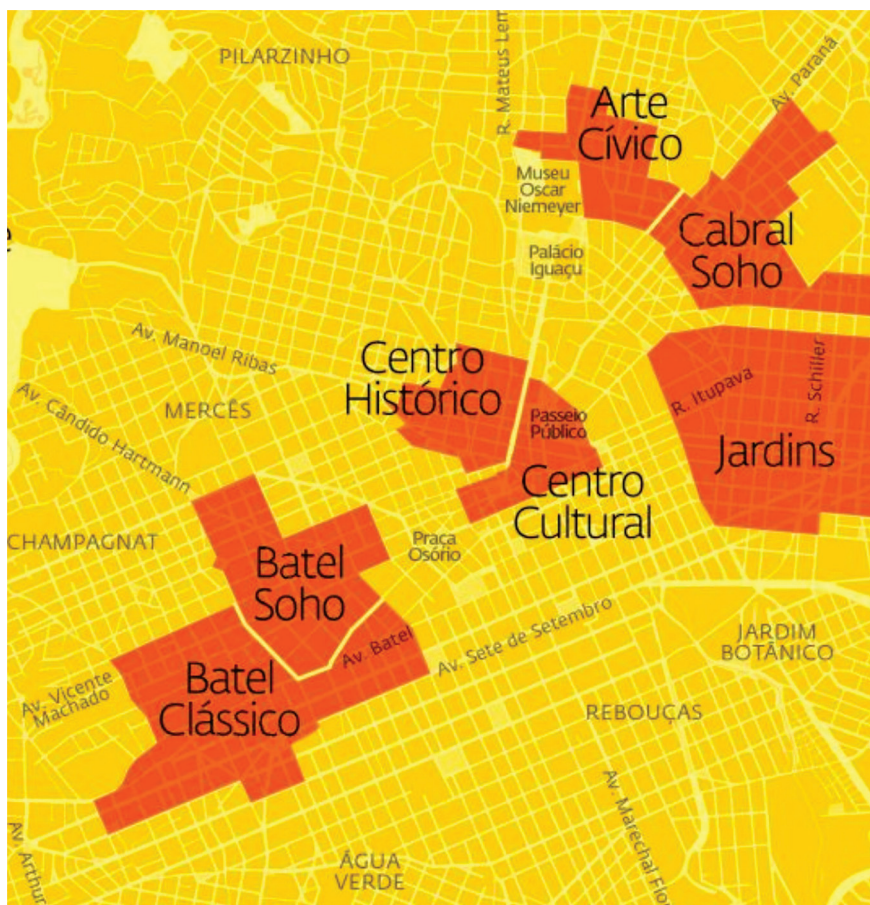 PILARZINHO
R. Mateus Lem
Av. Paraná
Arte
Cívico
Museu
Oscar
Niemeyer
Cabral
Soho
Palácio
Iguaçu
e
Av. Manoel Ribas
Centro
Histórico
R. Itupava
R. Schiller
Av. Cândido Hartmann
MERCÊS
Passeio
Público
Jardins
Centro
Cultural
CHAMPAGNAT
Praça
Osório
Batel
Soho
Av. Batel
Av. Sete de Setembro
JARDIM
BOTÂNICO
Av. Vicente
Machado
Batel
Clássico
REBOUÇAS
Av. Marechal Flor
Av. Arthur
ÁGUA
VERDE